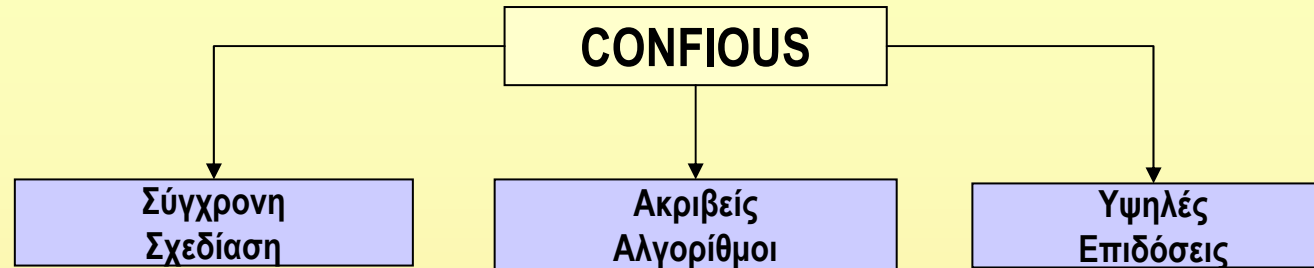 CONFIOUS
Σύγχρονη
Σχεδίαση
Ακριβείς
Αλγορίθμοι
Υψηλές
Επιδόσεις